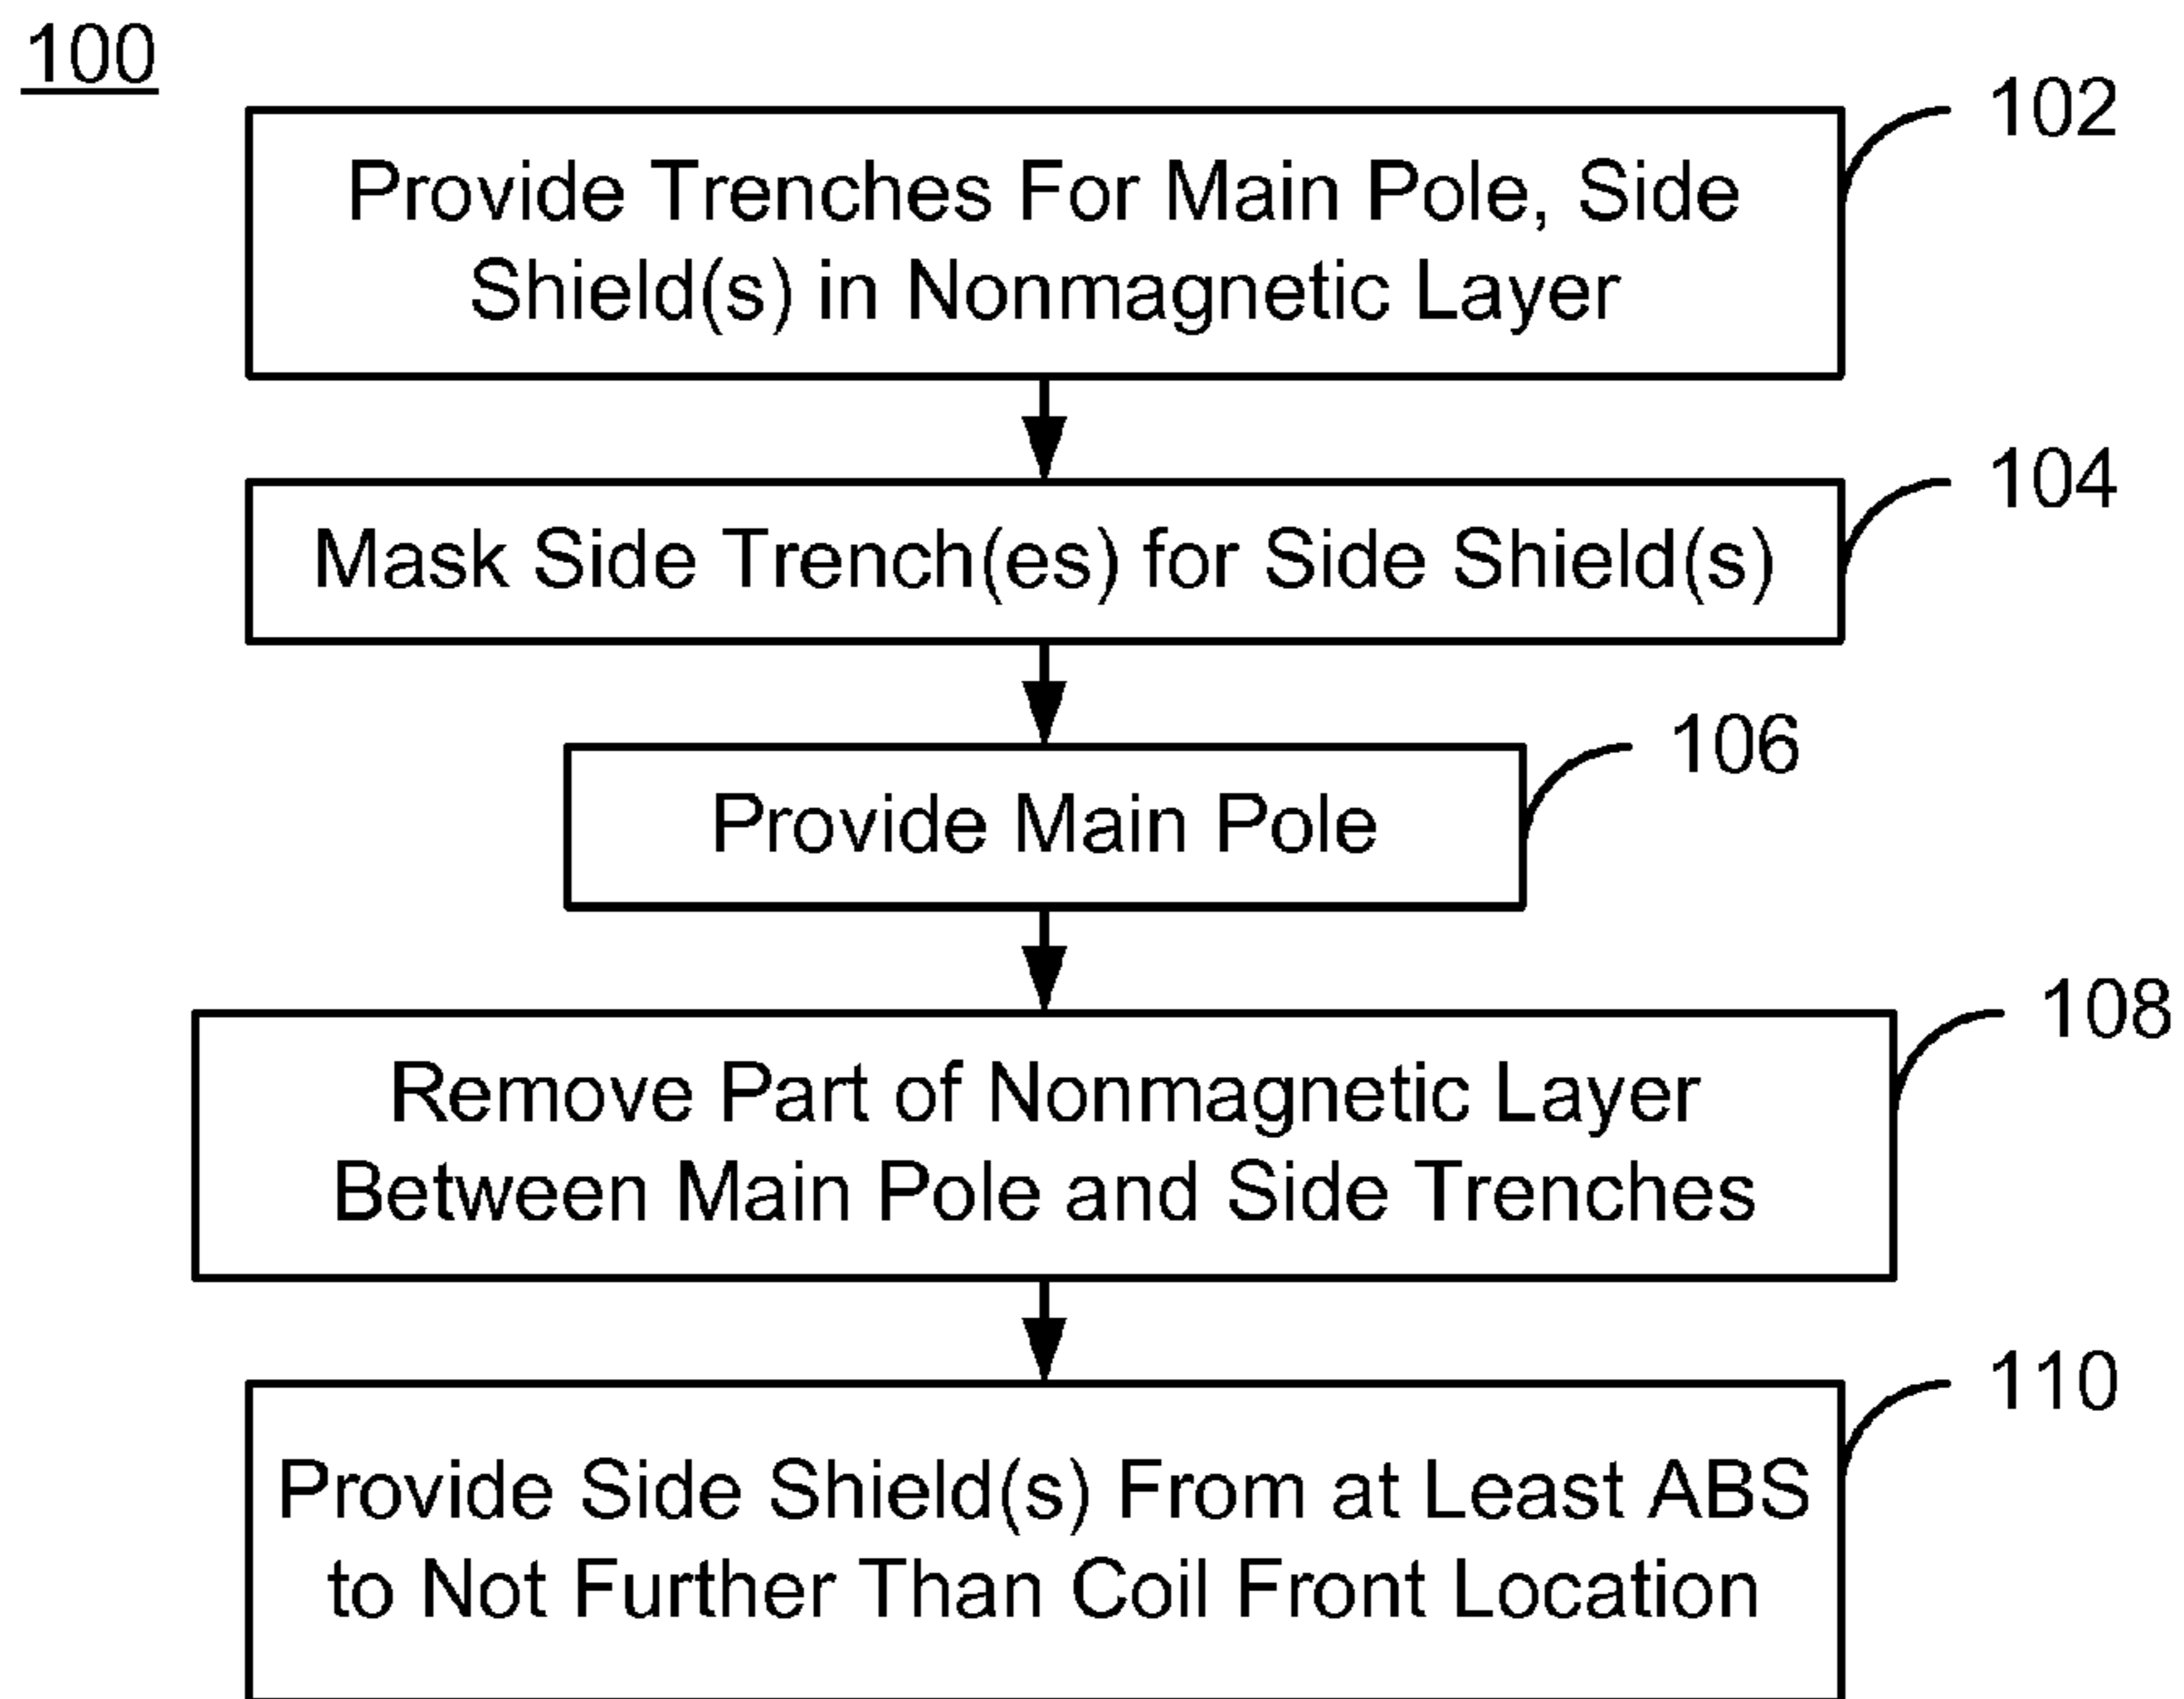 100
102
Provide Trenches For Main Pole, Side
Shield(s) in Nonmagnetic Layer
104
Mask Side Trench(es) for Side Shield(s)
106
Provide Main Pole
108
Remove Part of Nonmagnetic Layer
Between Main Pole and Side Trenches
110
Provide Side Shield(s) From at Least ABS
to Not Further Than Coil Front Location